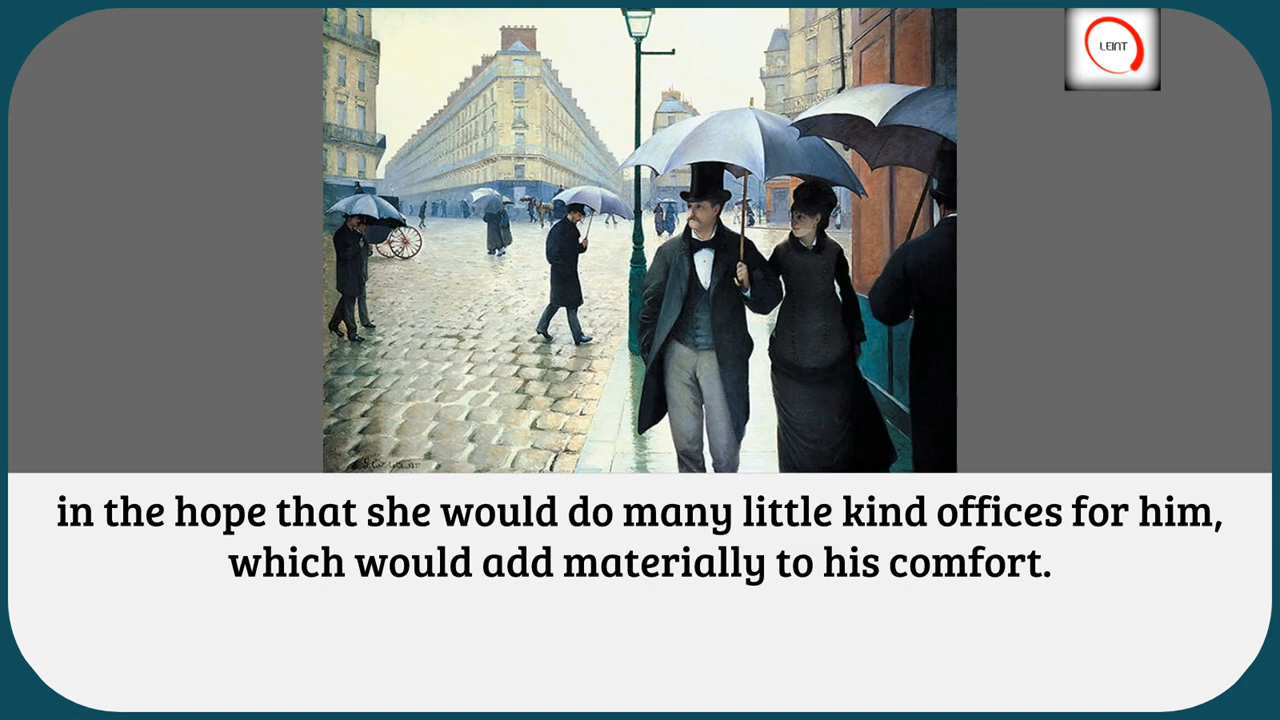 LEINT
in the hope that she would do many little kind offices for him,
which would add materially to his comfort.